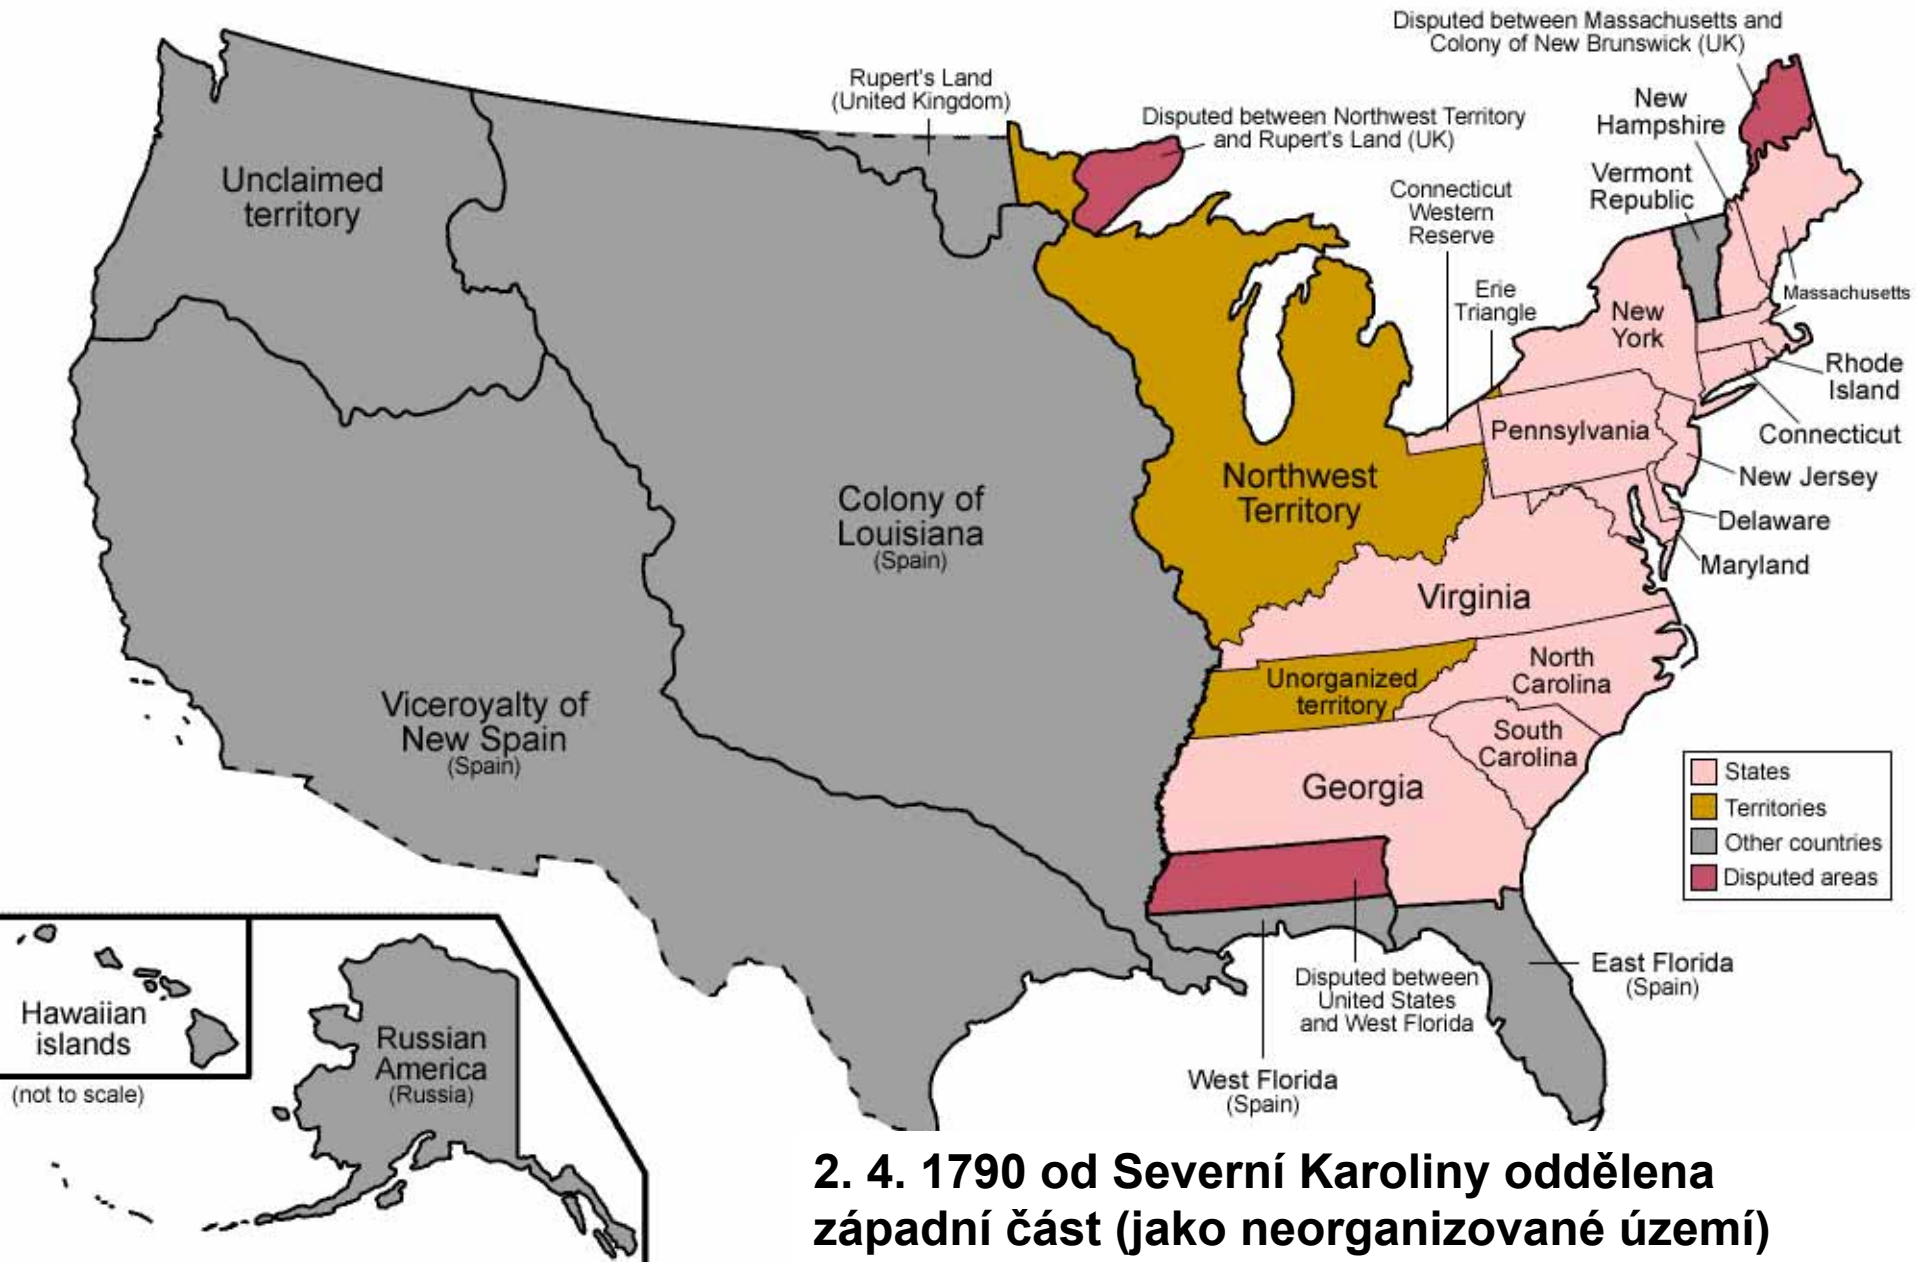 Disputed between Massachusetts and
Colony of New Brunswick (UK)
Rupert's Land
(United Kingdom)
Disputed between Northwest Territory
and Rupert's Land (UK)
New
Hampshire
Vermont
Republic
Connecticut
Western
Reserve
Unclaimed
territory
Erie
Triangle
Massachusetts
New
York
Rhode
Island
Connecticut
Pennsylvania
New Jersey
Northwest
Territory
Delaware
Maryland
Colony of
Louisiana
(Spain)
Virginia
North
Carolina
Unorganized
territory
South
Carolina
Viceroyalty of
New Spain
(Spain)
Georgia
States
Territories
Other countries
Disputed areas
East Florida
(Spain)
Disputed between
United States
and West Florida
West Florida
(Spain)
Hawaiian
islands
(not to scale)
Russian
America
(Russia)
2. 4. 1790 od Severní Karoliny oddělena
západní část (jako neorganizované území)